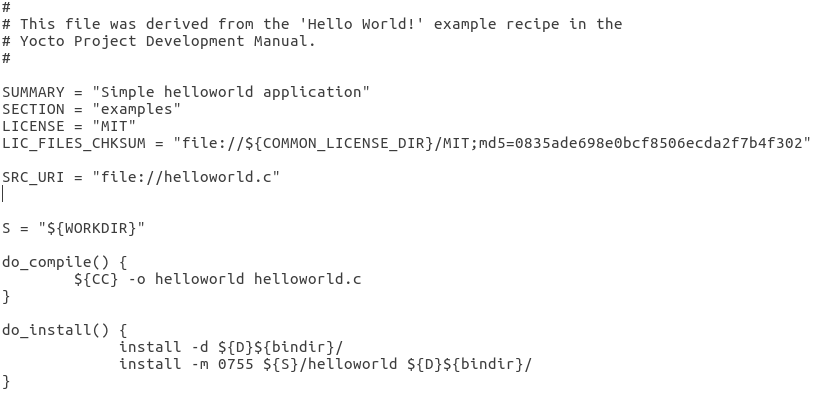 #
# This file was derived from the 'Hello World!' example recipe in the
# Yocto Project Development Manual.
#
SUMMARY = "Simple helloworld application"
SECTION = "examples"
LICENSE = "MIT"
LIC_FILES_CHKSUM = "file://${COMMON_LICENSE_DIR}/MIT;md5=0835ade698e0bcf8506ecda2f7b4f302"
SRC_URI = "file://helloworld.c"
S = "${WORKDIR}"
do_compile() {
        ${CC} -o helloworld helloworld.c
}
do_install() {
             install -d ${D}${bindir}/
             install -m 0755 ${S}/helloworld ${D}${bindir}/
}